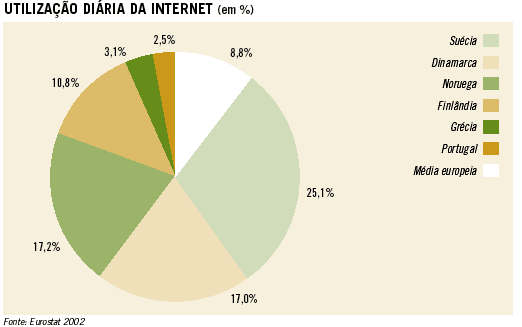 UTILIZAÇÃO DIÁRIA DA INTERNET (em %)
2,5%
3,1%
8,8%
10,8%
25,1%
17,2%
17,0%
Suécia
Dinamarca
Noruega
Finlândia
Grécia
Portugal
Média europeia
Fonte: Eurostat 2002